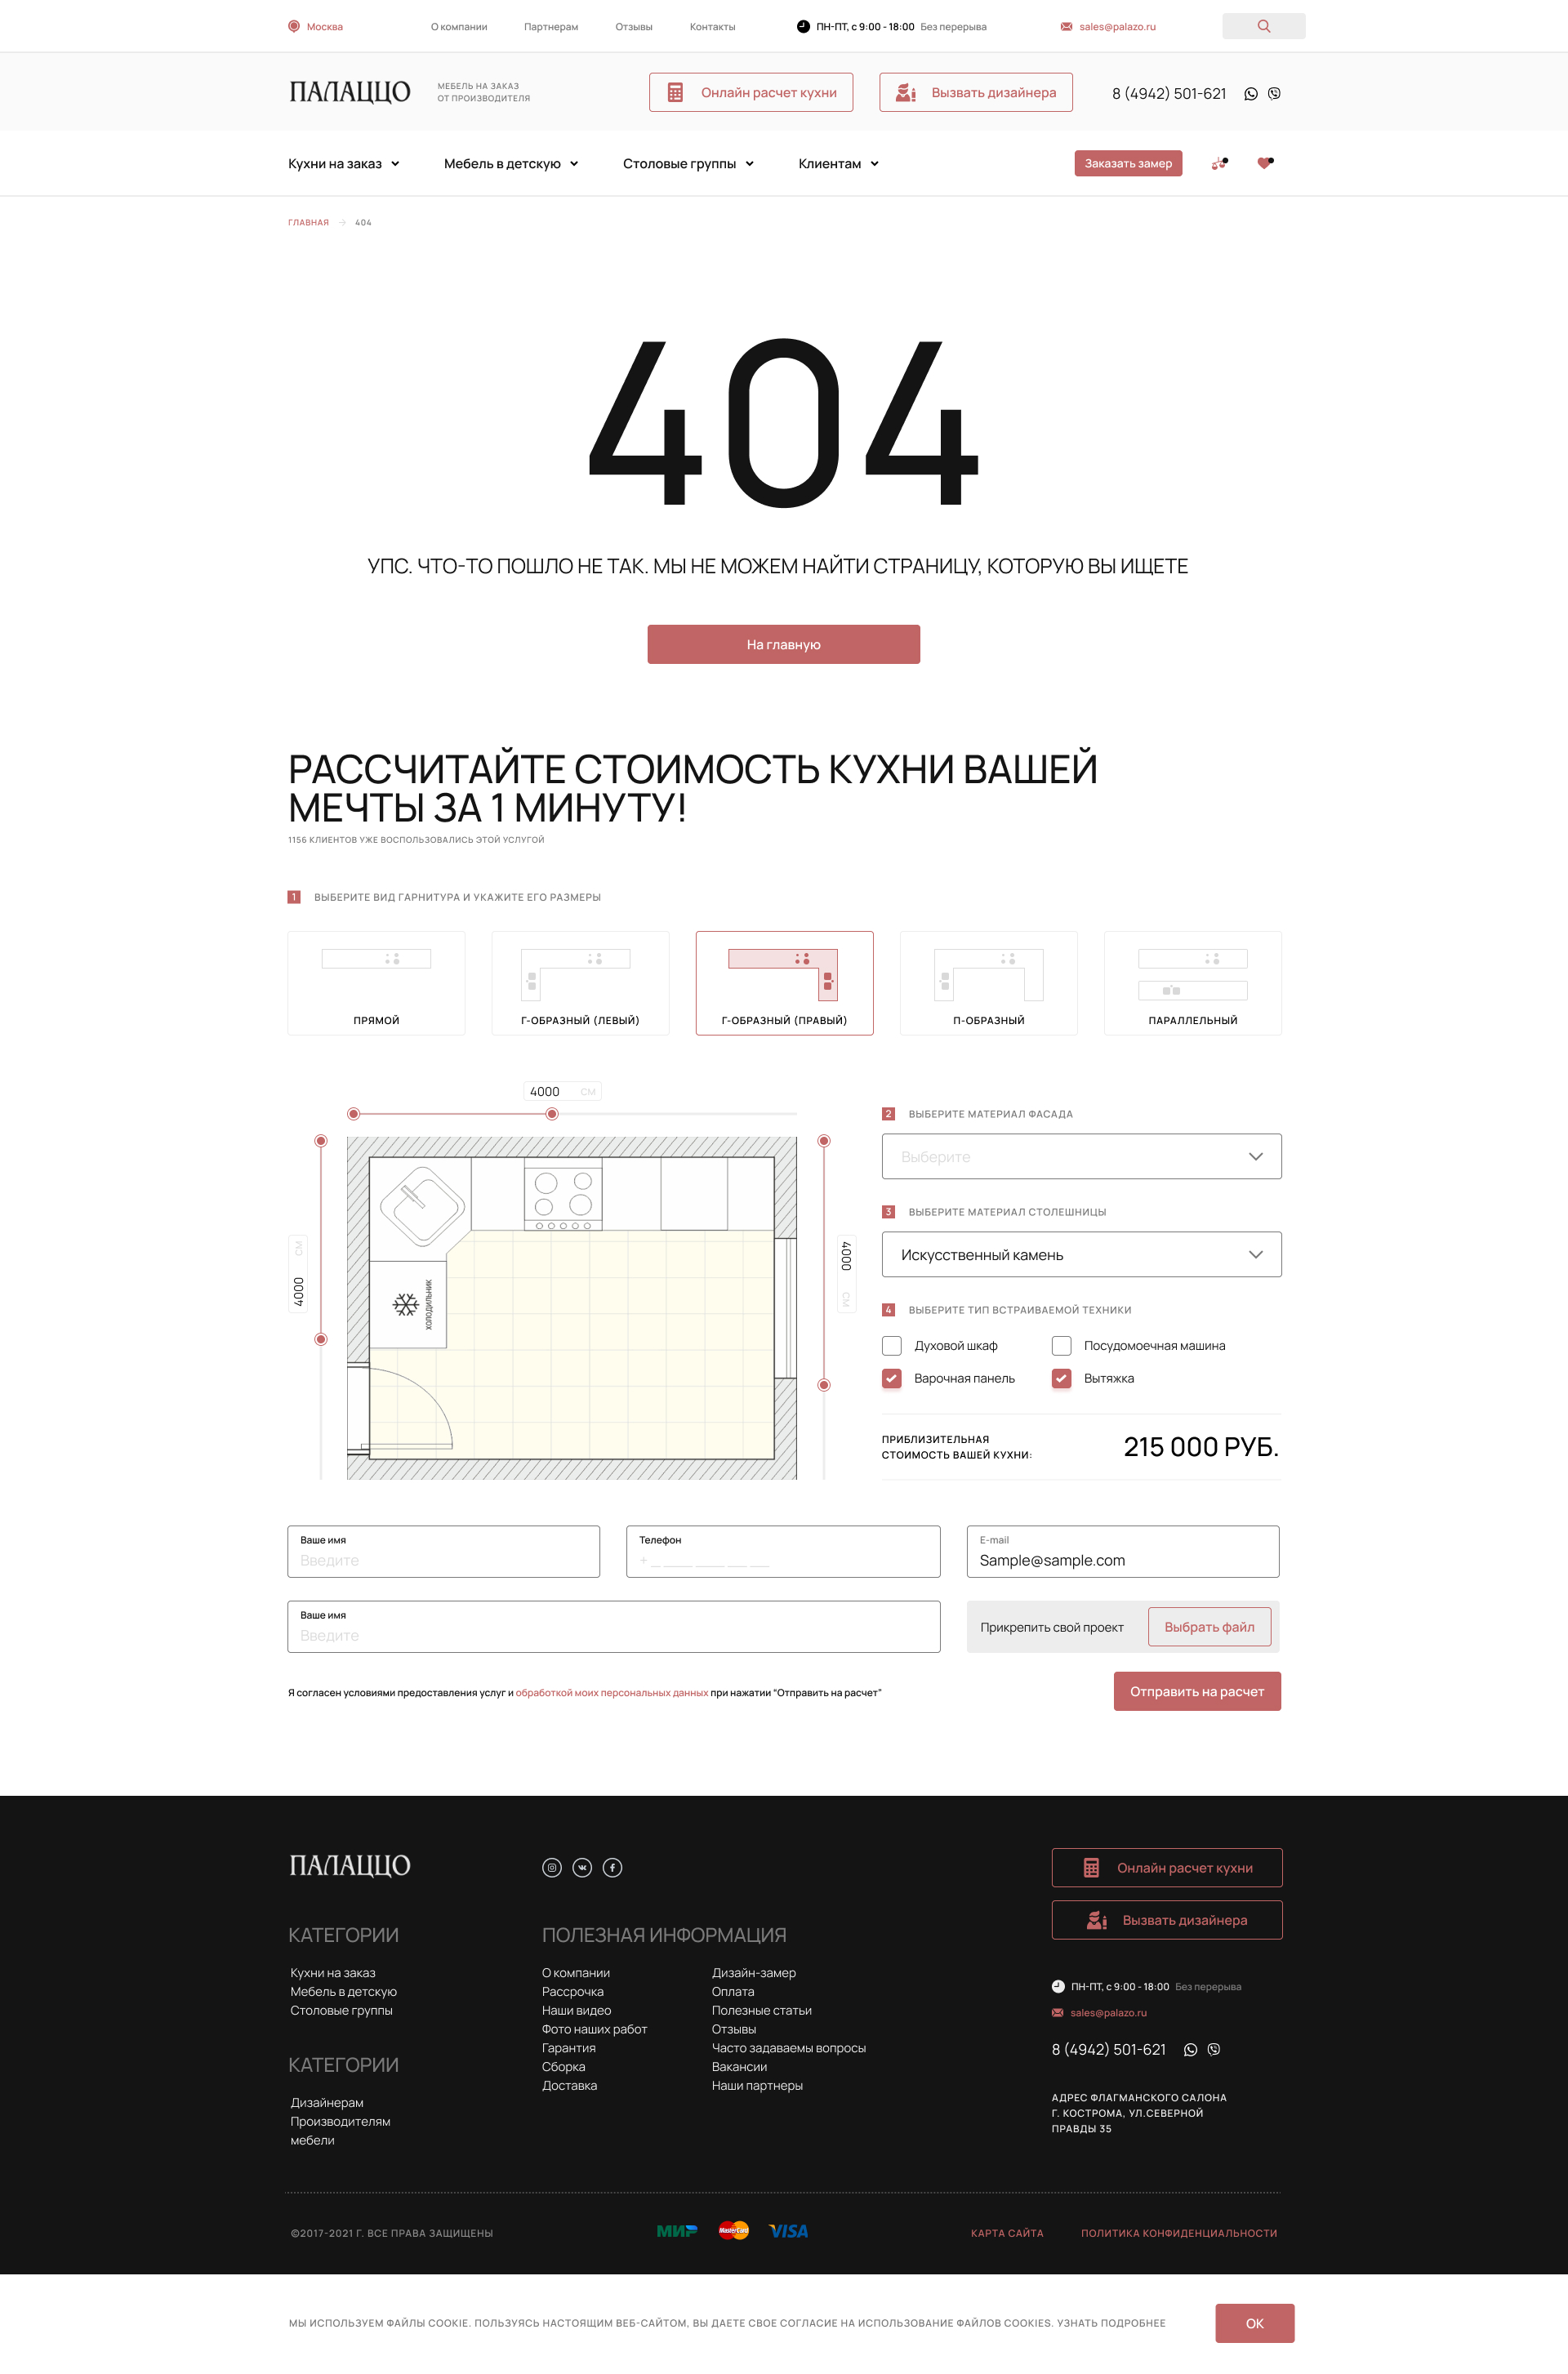 Москва
О компании
Партнерам
Отзывы
Контакты
ПН-ПТ, с 9:00 - 18:00 Без перерыва
sales@palazo.ru
ПАЛАЦЦО
МЕБЕЛЬ НА ЗАКАЗ
ОТ ПРОИЗВОДИТЕЛЯ
Онлайн расчет кухни
Вызвать дизайнера
8 (4942) 501-621
Кухни на заказ
Мебель в детскую
Столовые группы
Клиентам
Заказать замер
ГЛАВНАЯ
404
404
УПС. ЧТО-ТО ПОШЛО НЕ ТАК. МЫ НЕ МОЖЕМ НАЙТИ СТРАНИЦУ, КОТОРУЮ ВЫ ИЩЕТЕ
На главную
РАССЧИТАЙТЕ СТОИМОСТЬ КУХНИ ВАШЕЙ
МЕЧТЫ ЗА 1 МИНУТУ!
1156 КЛИЕНТОВ УЖЕ ВОСПОЛЬЗОВАЛИСЬ ЭТОЙ УСЛУГОЙ
1 ВЫБЕРИТЕ ВИД ГАРНИТУРА И УКАЖИТЕ ЕГО РАЗМЕРЫ
ПРЯМОЙ
Г-ОБРАЗНЫЙ (ЛЕВЫЙ)
Г-ОБРАЗНЫЙ (ПРАВЫЙ)
П-ОБРАЗНЫЙ
ПАРАЛЛЕЛЬНЫЙ
4000 СМ
4000 СМ
ХОЛОДИЛЬНИК
4000 СМ
2 ВЫБЕРИТЕ МАТЕРИАЛ ФАСАДА
Выберите
3 ВЫБЕРИТЕ МАТЕРИАЛ СТОЛЕШНИЦЫ
Искусственный камень
4 ВЫБЕРИТЕ ТИП ВСТРАИВАЕМОЙ ТЕХНИКИ
Духовой шкаф
Посудомоечная машина
Варочная панель
Вытяжка
ПРИБЛИЗИТЕЛЬНАЯ
СТОИМОСТЬ ВАШЕЙ КУХНИ:
215 000 РУБ.
Ваше имя
Введите
Телефон
+ _ ___ ___ __ __
E-mail
Sample@sample.com
Ваше имя
Введите
Прикрепить свой проект
Выбрать файл
Я согласен условиями предоставления услуг и обработкой моих персональных данных при нажатии "Отправить на расчет"
Отправить на расчет
ПАЛАЦЦО
Онлайн расчет кухни
Вызвать дизайнера
КАТЕГОРИИ
Кухни на заказ
Мебель в детскую
Столовые группы
КАТЕГОРИИ
Дизайнерам
Производителям
мебели
ПОЛЕЗНАЯ ИНФОРМАЦИЯ
О компании
Рассрочка
Наши видео
Фото наших работ
Гарантия
Сборка
Доставка
Дизайн-замер
Оплата
Полезные статьи
Отзывы
Часто задаваемы вопросы
Вакансии
Наши партнеры
ПН-ПТ, с 9:00 - 18:00 Без перерыва
sales@palazo.ru
8 (4942) 501-621
АДРЕС ФЛАГМАНСКОГО САЛОНА
Г. КОСТРОМА, УЛ.СЕВЕРНОЙ
ПРАВДЫ 35
©2017-2021 Г. ВСЕ ПРАВА ЗАЩИЩЕНЫ
МИР
MasterCard
VISA
КАРТА САЙТА
ПОЛИТИКА КОНФИДЕНЦИАЛЬНОСТИ
МЫ ИСПОЛЬЗУЕМ ФАЙЛЫ COOKIE. ПОЛЬЗУЯСЬ НАСТОЯЩИМ ВЕБ-САЙТОМ, ВЫ ДАЕТЕ СВОЕ СОГЛАСИЕ НА ИСПОЛЬЗОВАНИЕ ФАЙЛОВ COOKIES. УЗНАТЬ ПОДРОБНЕЕ
ОК